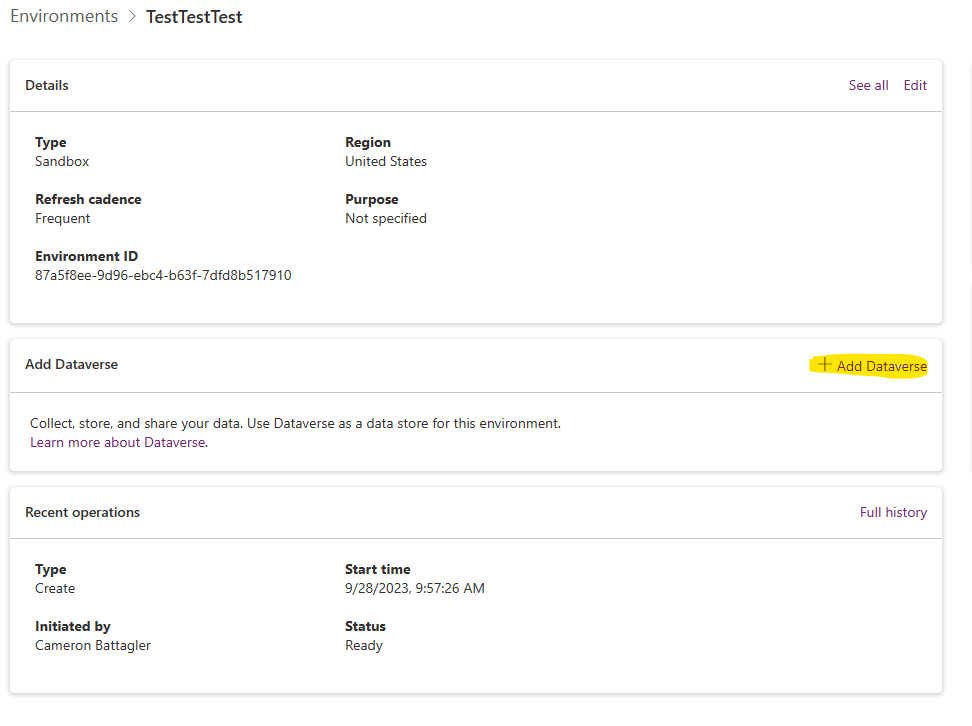 Environments > TestTestTest
Details
See all Edit
Type
Sandbox
Region
United States
Refresh cadence
Frequent
Purpose
Not specified
Environment ID
87a5f8ee-9d96-ebc4-b63f-7dfd8b517910
Add Dataverse
+ Add Dataverse
Collect, store, and share your data. Use Dataverse as a data store for this environment.
Learn more about Dataverse.
Recent operations
Full history
Type
Create
Start time
9/28/2023, 9:57:26 AM
Initiated by
Cameron Battagler
Status
Ready